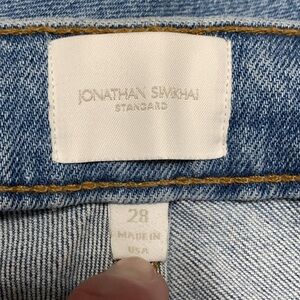 JONATHAN SIMKHAI
STANDARD
28
MADE IN
USA